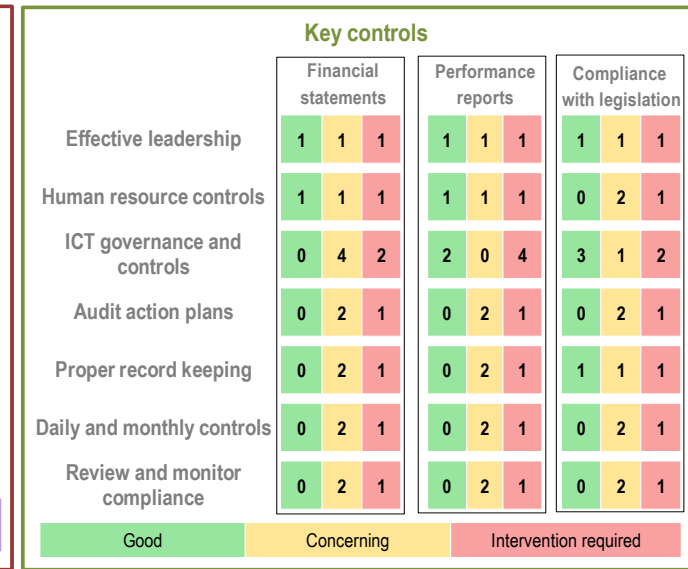 Key controls
Financial
statements
Performance
reports
Compliance
with legislation
Effective leadership 1 1 1 1 1 1 1 1 1
Human resource controls 1 1 1 1 1 1 0 2 1
ICT governance and
controls 0 4 2 2 0 4 3 1 2
Audit action plans 0 2 1 0 2 1 0 2 1
Proper record keeping 0 2 1 0 2 1 1 1 1
Daily and monthly controls 0 2 1 0 2 1 0 2 1
Review and monitor
compliance 0 2 1 0 2 1 0 2 1
Good Concerning Intervention required